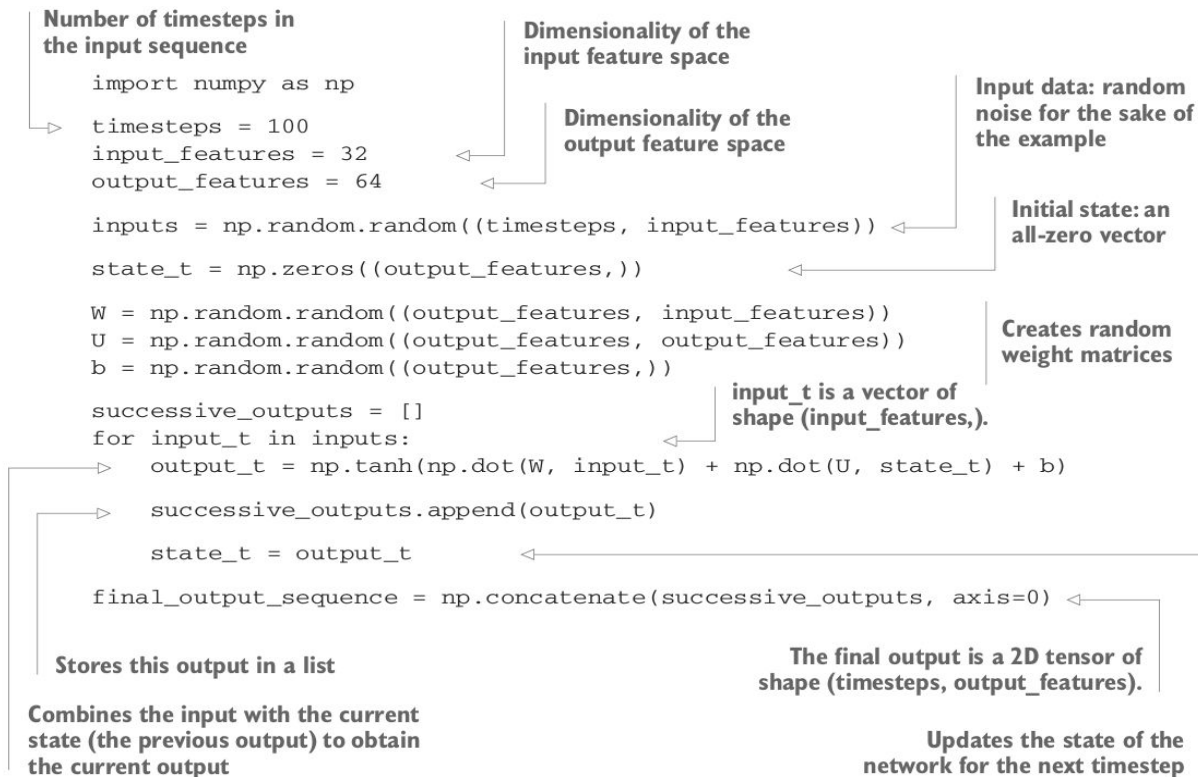 Number of timesteps in
the input sequence
Dimensionality of the
input feature space
import numpy as np
Input data: random
noise for the sake of
the example
timesteps = 100
Dimensionality of the
output feature space
input_features = 32
output_features = 64
inputs = np.random.random((timesteps, input_features))
Initial state: an
all-zero vector
state_t = np.zeros((output_features,))
W = np.random.random((output_features, input_features))
U = np.random.random((output_features, output_features))
b = np.random.random((output_features,))
Creates random
weight matrices
successive_outputs = []
input_t is a vector of
shape (input_features,).
for input_t in inputs:
output_t = np.tanh(np.dot(W, input_t) + np.dot(U, state_t) + b)
successive_outputs.append(output_t)
state_t = output_t
final_output_sequence = np.concatenate(successive_outputs, axis=0)
Stores this output in a list
The final output is a 2D tensor of
shape (timesteps, output_features).
Combines the input with the current
state (the previous output) to obtain
the current output
Updates the state of the
network for the next timestep